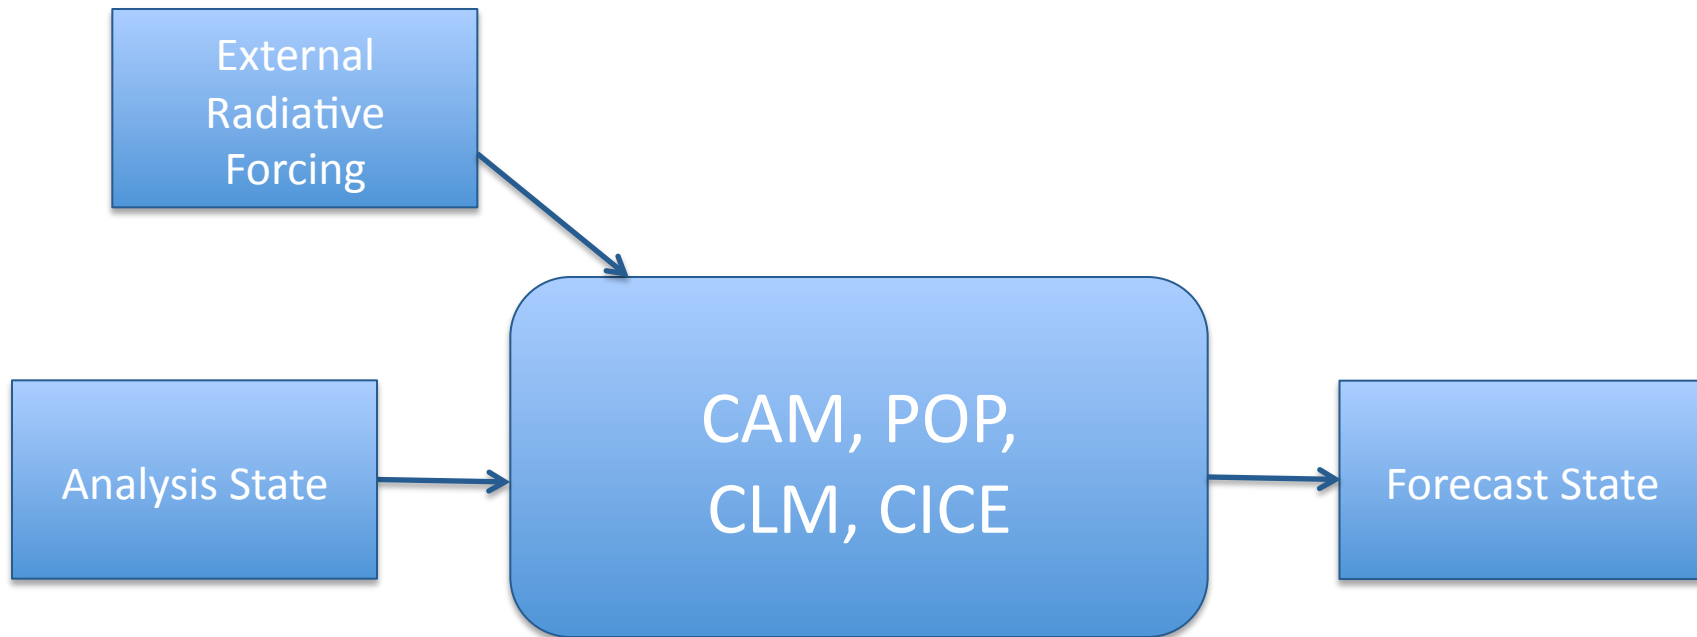 External
Radiative
Forcing
Analysis State
CAM, POP,
CLM, CICE
Forecast State